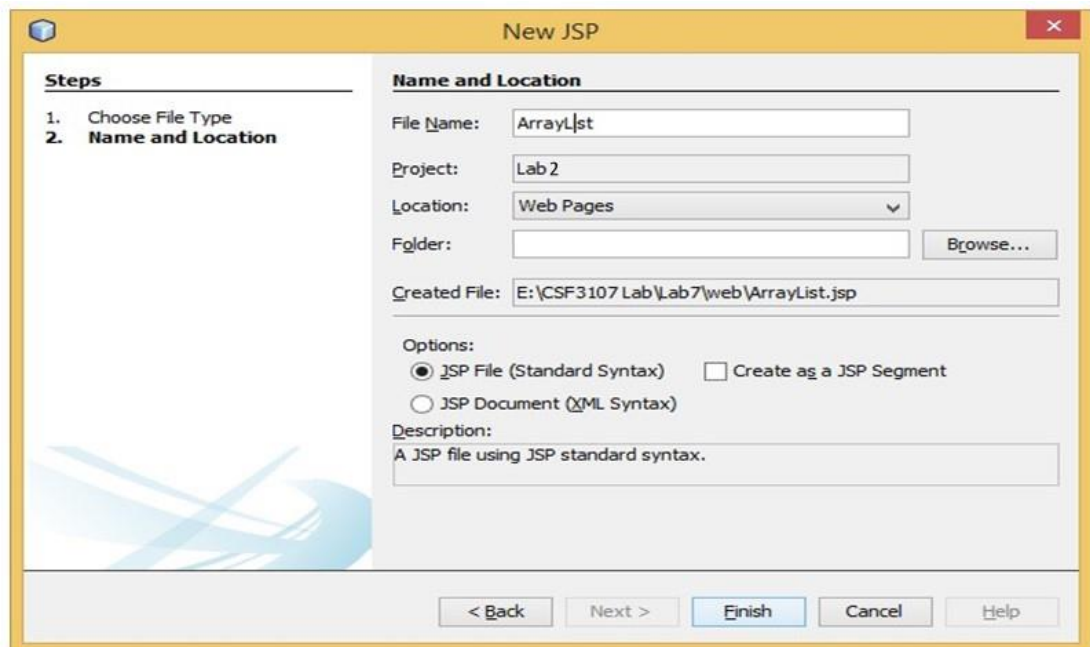 New JSP
Steps
1. Choose File Type
2. Name and Location
Name and Location
File Name: ArrayList
Project: Lab2
Location: Web Pages
Folder: Browse...
Created File: E:\CSF3107 Lab\Lab7\web\ArrayList.jsp
Options:
JSP File (Standard Syntax) Create as a JSP Segment
JSP Document (XML Syntax)
Description:
A JSP file using JSP standard syntax.
< Back Next > Finish Cancel Help